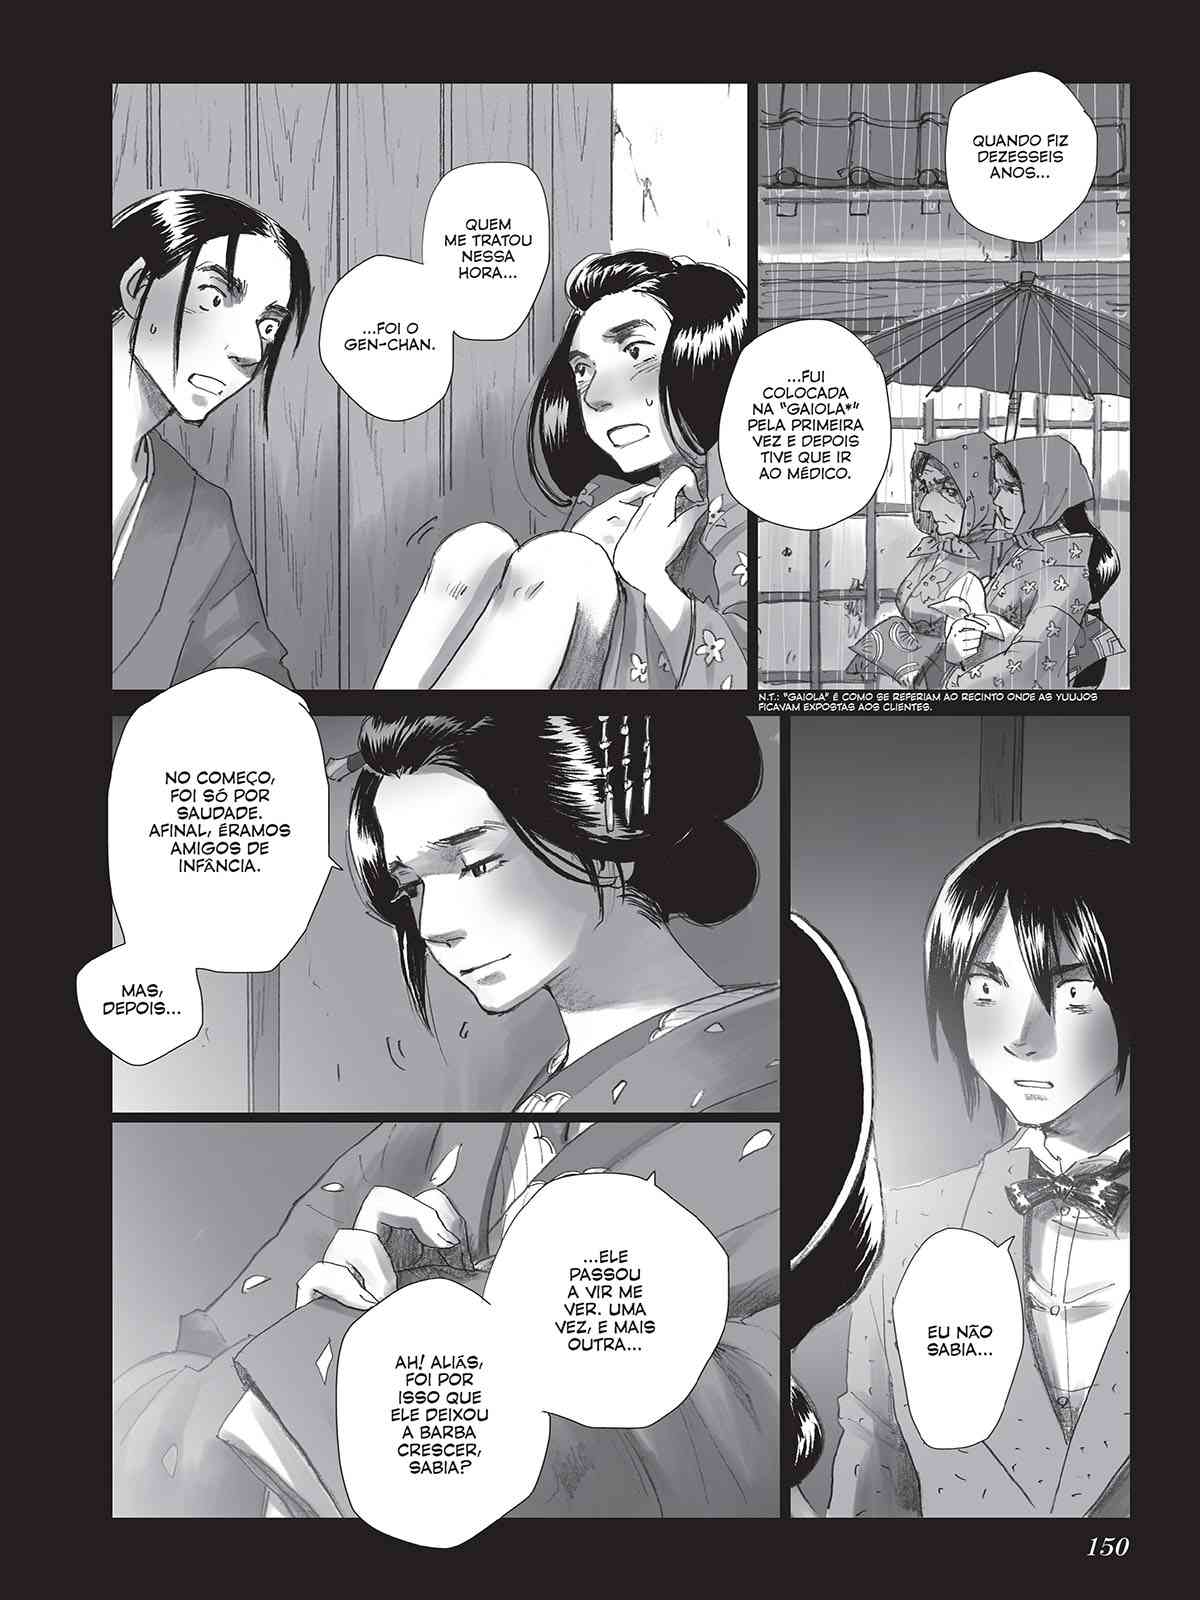 QUANDO FIZ
DEZESSEIS
ANOS...
...FUI
COLOCADA
NA "GAIOLA*"
PELA PRIMEIRA
VEZ E DEPOIS
TIVE QUE IR
AO MÉDICO.
N.T.: "GAIOLA" É COMO SE REFERIAM AO RECINTO ONDE AS YUUJOS
FICAVAM EXPOSTAS AOS CLIENTES.
QUEM
ME TRATOU
NESSA
HORA...
...FOI O
GEN-CHAN.
EU NÃO
SABIA...
NO COMEÇO,
FOI SÓ POR
SAUDADE.
AFINAL, ÉRAMOS
AMIGOS DE
INFÂNCIA.
MAS,
DEPOIS...
...ELE
PASSOU
A VIR ME
VER. UMA
VEZ, E MAIS
OUTRA...
AH! ALIÁS,
FOI POR
ISSO QUE
ELE DEIXOU
A BARBA
CRESCER,
SABIA?
150